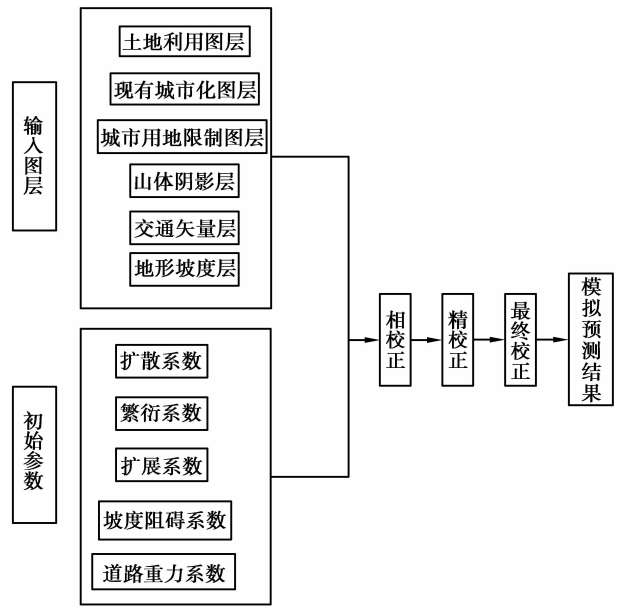 输入图层
土地利用图层
现有城市化图层
城市用地限制图层
山体阴影层
交通矢量层
地形坡度层
初始参数
扩散系数
繁衍系数
扩展系数
坡度阻碍系数
道路重力系数
相校正
精校正
最终校正
模拟预测结果